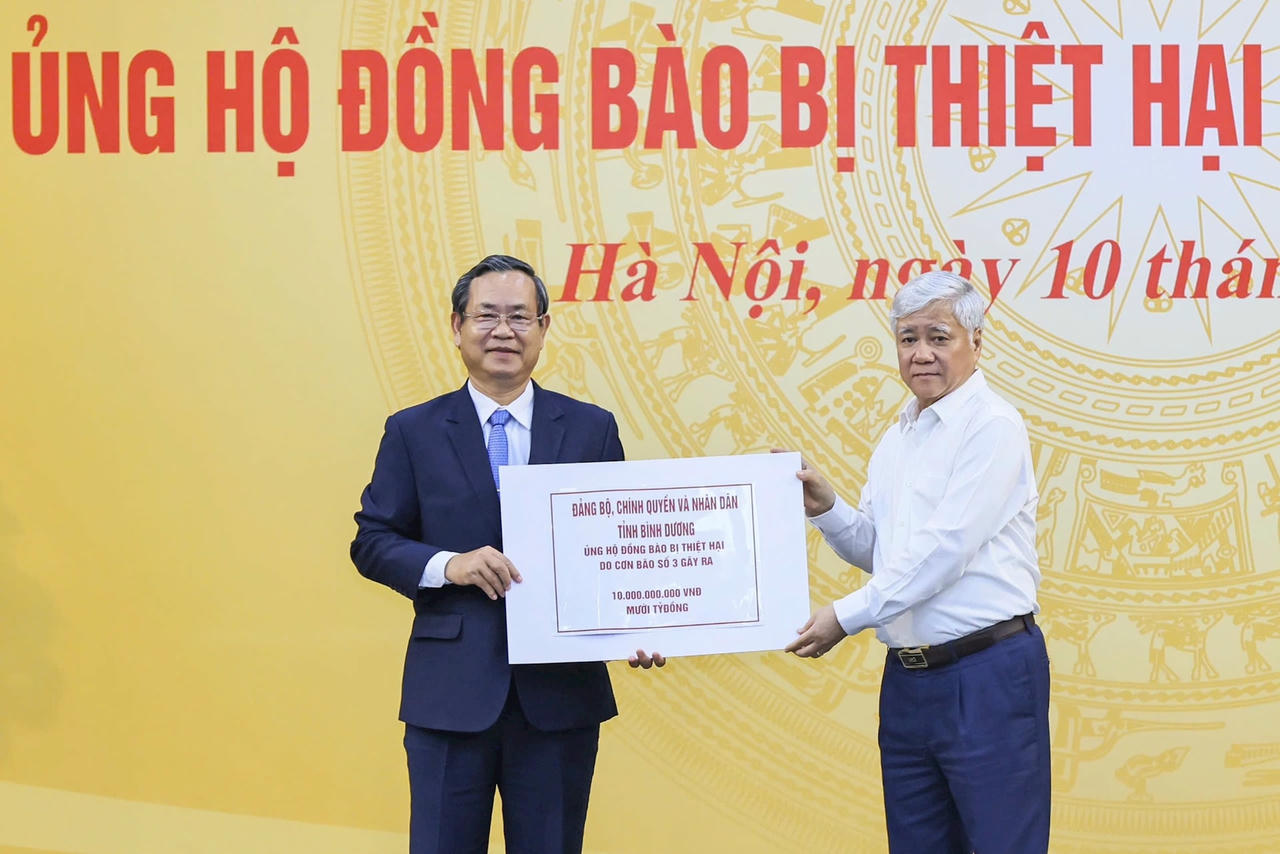 ỦNG HỘ ĐỒNG BÀO BỊ THIỆT HẠI
Hà Nội, ngày 10 thán
ĐẢNG BỘ, CHÍNH QUYỀN VÀ NHÂN DÂN
TỈNH BÌNH DƯƠNG
ỦNG HỘ ĐỒNG BÀO BỊ THIỆT HẠI
DO CƠN BÃO SỐ 3 GÂY RA
10.000.000.000 VNĐ
MƯỜI TỶĐỒNG